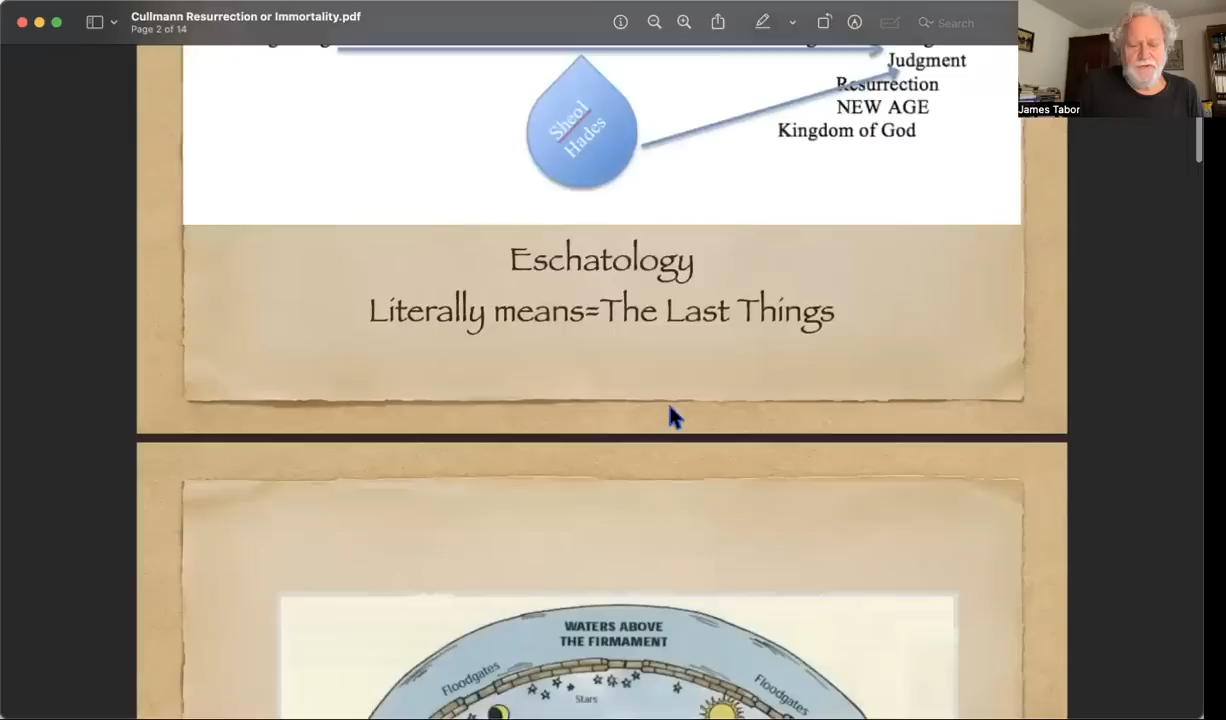 Cullmann Resurrection or Immortality.pdf
Page 2 of 14
Search
James Tabor
Judgment
Resurrection
NEW AGE
Kingdom of God
Sheol
Hades
Eschatology
Literally means=The Last Things
WATERS ABOVE
THE FIRMAMENT
Floodgates
Floodgates
Stars